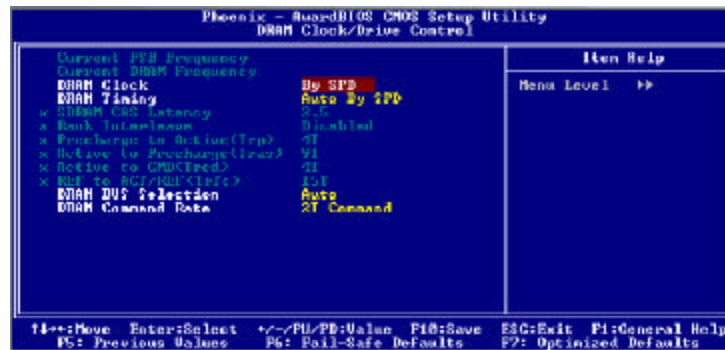 Phoenix - AwardBIOS CMOS Setup Utility
DRAM Clock/Drive Control
Current FSB Frequency
Current DRAM Frequency
DRAM Clock By SPD
DRAM Timing Auto By SPD
x SDRAM CAS Latency 2.5
x Bank Interleave Disabled
x Precharge to Active(Trp) 4T
x Active to Precharge(Tras) 9T
x Active to CMD(Trcd) 4T
x REF to ACT/REF(Trfc) 15T
DRAM DQS Selection Auto
DRAM Command Rate 2T Command
Item Help
Menu Level ►►
↑↓→←:Move Enter:Select +/-/PU/PD:Value F10:Save ESC:Exit F1:General Help
F5: Previous Values F6: Fail-Safe Defaults F7: Optimized Defaults